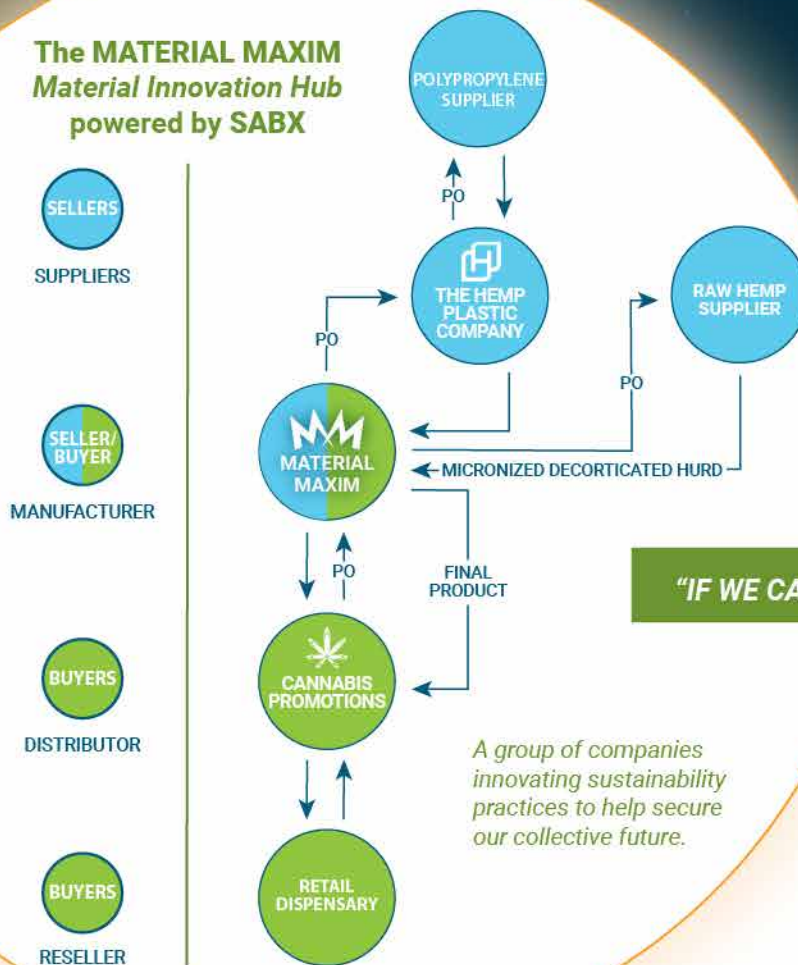 The MATERIAL MAXIM
Material Innovation Hub
powered by SABX
SELLERS
SUPPLIERS
SELLER/
BUYER
MANUFACTURER
BUYERS
DISTRIBUTOR
BUYERS
RESELLER
POLYPROPYLENE
SUPPLIER
PO
H
THE HEMP
PLASTIC
COMPANY
RAW HEMP
SUPPLIER
PO
PO
MATERIAL
MAXIM
MICRONIZED DECORTICATED HURD
PO
FINAL
PRODUCT
"IF WE CA
CANNABIS
PROMOTIONS
A group of companies
innovating sustainability
practices to help secure
our collective future.
RETAIL
DISPENSARY